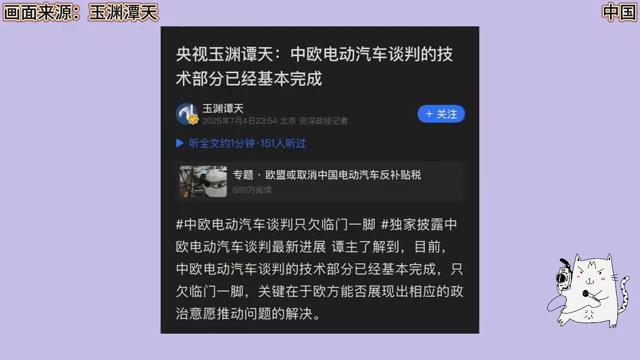 画面来源：玉渊潭天
中国
央视玉渊谭天：中欧电动汽车谈判的技
术部分已经基本完成
玉渊谭天
2025年7月4日23:54 北京 资深政经记者
+ 关注
听全文约1分钟·151人听过
专题 · 欧盟或取消中国电动汽车反补贴税
689万阅读
#中欧电动汽车谈判只欠临门一脚 #独家披露中
欧电动汽车谈判最新进展 谭主了解到，目前，
中欧电动汽车谈判的技术部分已经基本完成，只
欠临门一脚，关键在于欧方能否展现出相应的政
治意愿推动问题的解决。